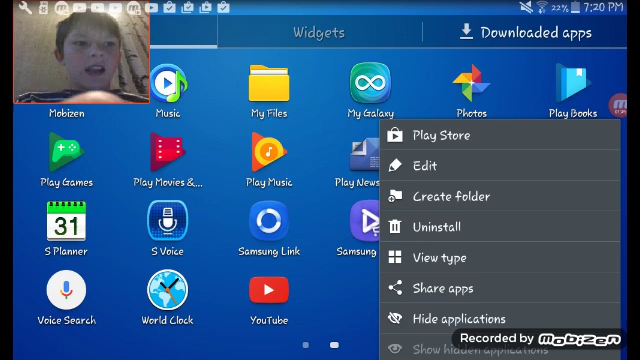 22% 7:20 PM
Widgets
Downloaded apps
Mobizen
Music
My Files
My Galaxy
Photos
Play Books
Play Store
Edit
Play Games
Play Movies &...
Play Music
Play News
Create folder
31
Uninstall
S Planner
S Voice
Samsung Link
Samsung
View type
Share apps
Voice Search
World Clock
YouTube
Hide applications
Show hidden applications
Recorded by Mobizen